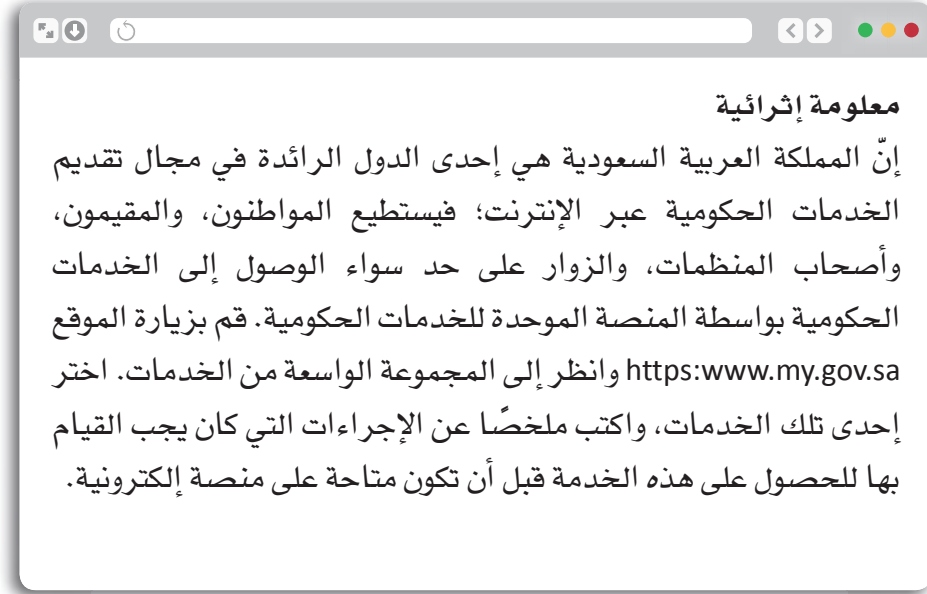 معلومة إثرائية
إنّ المملكة العربية السعودية هي إحدى الدول الرائدة في مجال تقديم
الخدمات الحكومية عبر الإنترنت؛ فيستطيع المواطنون، والمقيمون،
وأصحاب المنظمات، والزوار على حد سواء الوصول إلى الخدمات
الحكومية بواسطة المنصة الموحدة للخدمات الحكومية. قم بزيارة الموقع
https:www.my.gov.sa وانظر إلى المجموعة الواسعة من الخدمات. اختر
إحدى تلك الخدمات، واكتب ملخصًا عن الإجراءات التي كان يجب القيام
بها للحصول على هذه الخدمة قبل أن تكون متاحة على منصة إلكترونية.